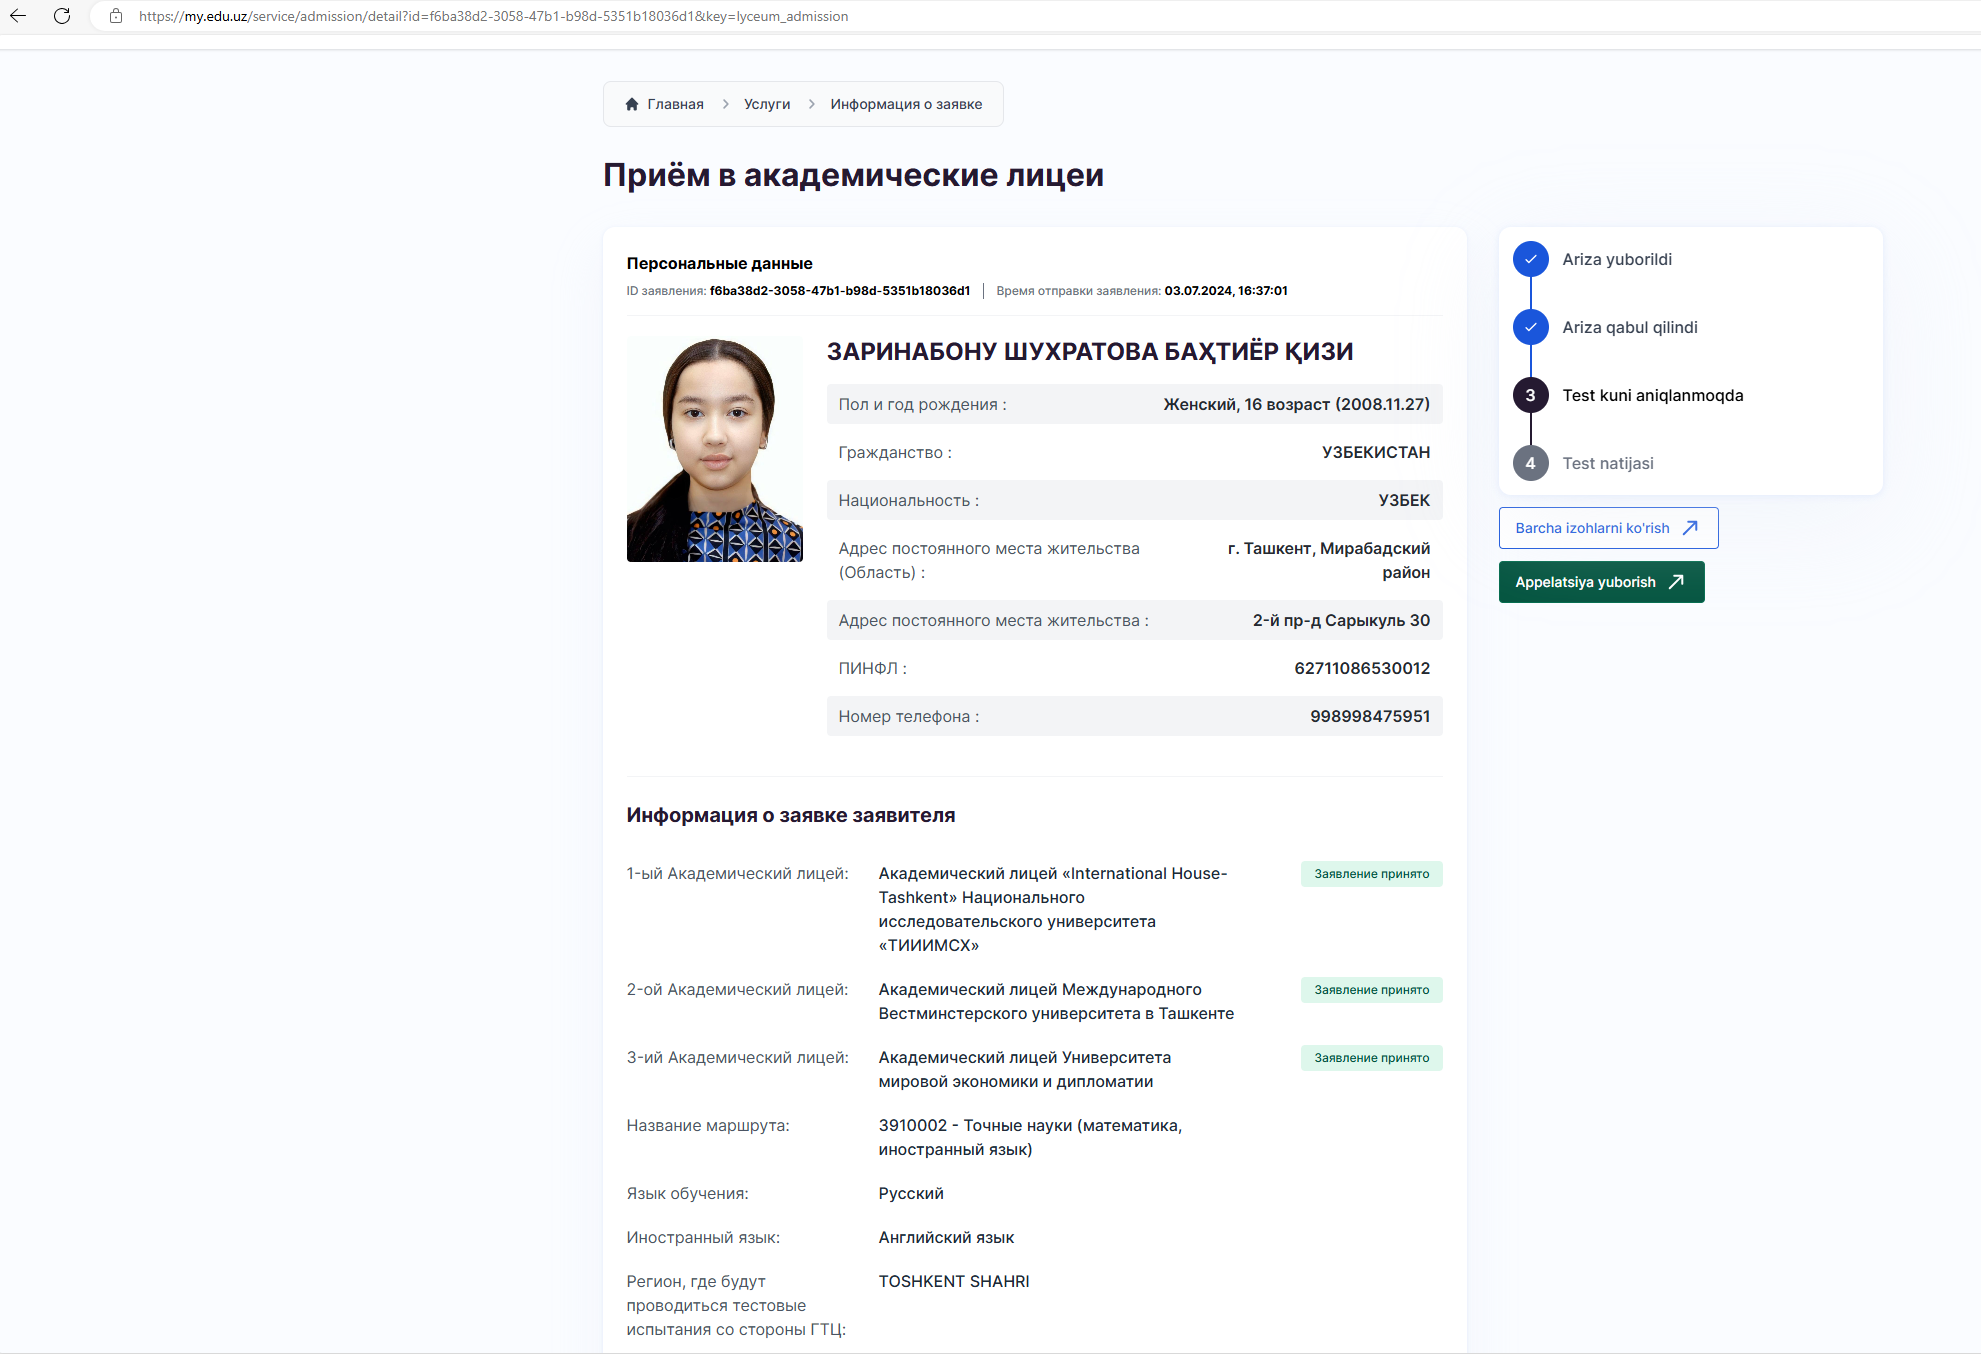 https://my.edu.uz/service/admission/detail?id=f6ba38d2-3058-47b1-b98d-5351b18036d1&key=lyceum_admission
Главная > Услуги > Информация о заявке
Приём в академические лицеи
Персональные данные
ID заявления: f6ba38d2-3058-47b1-b98d-5351b18036d1 | Время отправки заявления: 03.07.2024, 16:37:01
ЗАРИНАБОНУ ШУХРАТОВА БАҲТИЁР ҚИЗИ
Пол и год рождения : Женский, 16 возраст (2008.11.27)
Гражданство : УЗБЕКИСТАН
Национальность : УЗБЕК
Адрес постоянного места жительства г. Ташкент, Мирабадский
(Область) : район
Адрес постоянного места жительства : 2-й пр-д Сарыкуль 30
ПИНФЛ : 62711086530012
Номер телефона : 998998475951
Информация о заявке заявителя
1-ый Академический лицей: Академический лицей «International House- Заявление принято
Tashkent» Национального
исследовательского университета
«ТИИИМСХ»
2-ой Академический лицей: Академический лицей Международного Заявление принято
Вестминстерского университета в Ташкенте
3-ий Академический лицей: Академический лицей Университета Заявление принято
мировой экономики и дипломатии
Название маршрута: 3910002 - Точные науки (математика,
иностранный язык)
Язык обучения: Русский
Иностранный язык: Английский язык
Регион, где будут TOSHKENT SHAHRI
проводиться тестовые
испытания со стороны ГТЦ:
Ariza yuborildi
Ariza qabul qilindi
3 Test kuni aniqlanmoqda
4 Test natijasi
Barcha izohlarni ko'rish
Appelatsiya yuborish